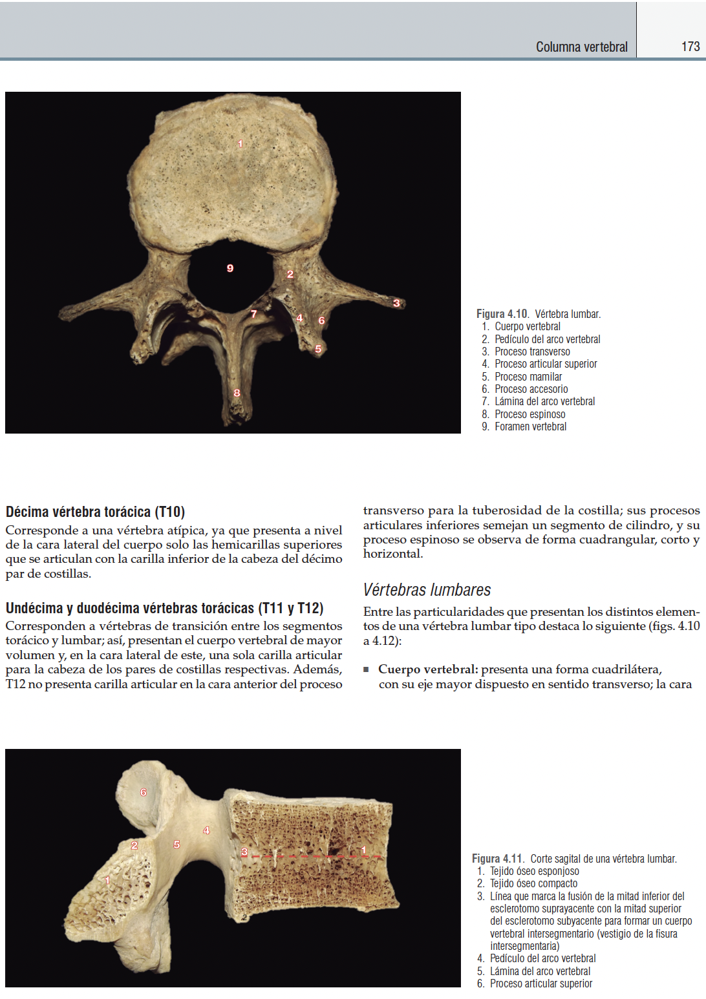 Columna vertebral
173
1
9
2
3
7
4
6
5
8
Figura 4.10. Vértebra lumbar.
1. Cuerpo vertebral
2. Pedículo del arco vertebral
3. Proceso transverso
4. Proceso articular superior
5. Proceso mamilar
6. Proceso accesorio
7. Lámina del arco vertebral
8. Proceso espinoso
9. Foramen vertebral
Décima vértebra torácica (T10)
Corresponde a una vértebra atípica, ya que presenta a nivel
de la cara lateral del cuerpo solo las hemicarillas superiores
que se articulan con la carilla inferior de la cabeza del décimo
par de costillas.
Undécima y duodécima vértebras torácicas (T11 y T12)
Corresponden a vértebras de transición entre los segmentos
torácico y lumbar; así, presentan el cuerpo vertebral de mayor
volumen y, en la cara lateral de este, una sola carilla articular
para la cabeza de los pares de costillas respectivas. Además,
T12 no presenta carilla articular en la cara anterior del proceso
transverso para la tuberosidad de la costilla; sus procesos
articulares inferiores semejan un segmento de cilindro, y su
proceso espinoso se observa de forma cuadrangular, corto y
horizontal.
Vértebras lumbares
Entre las particularidades que presentan los distintos elemen-
tos de una vértebra lumbar tipo destaca lo siguiente (figs. 4.10
a 4.12):
■ Cuerpo vertebral: presenta una forma cuadrilátera,
con su eje mayor dispuesto en sentido transverso; la cara
6
4
2
5
3
1
1
2
Figura 4.11. Corte sagital de una vértebra lumbar.
1. Tejido óseo esponjoso
2. Tejido óseo compacto
3. Línea que marca la fusión de la mitad inferior del
esclerotomo suprayacente con la mitad superior
del esclerotomo subyacente para formar un cuerpo
vertebral intersegmentario (vestigio de la fisura
intersegmentaria)
4. Pedículo del arco vertebral
5. Lámina del arco vertebral
6. Proceso articular superior